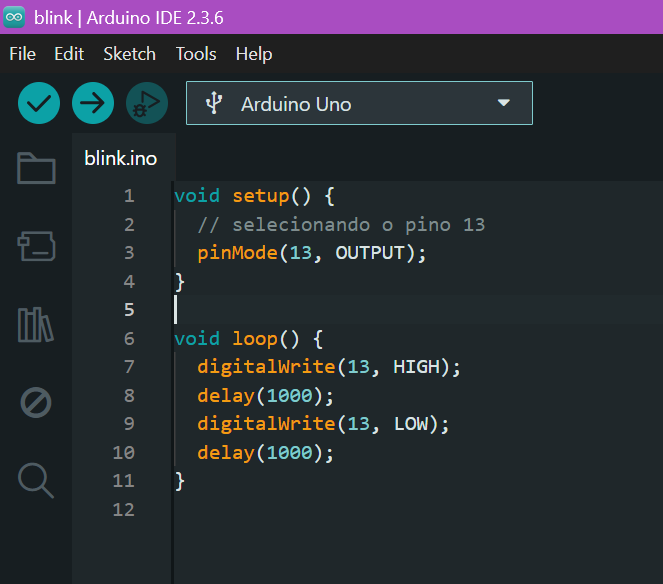 blink | Arduino IDE 2.3.6
File Edit Sketch Tools Help
Arduino Uno
blink.ino
1 void setup() {
2   // selecionando o pino 13
3   pinMode(13, OUTPUT);
4 }
5
6 void loop() {
7   digitalWrite(13, HIGH);
8   delay(1000);
9   digitalWrite(13, LOW);
10   delay(1000);
11 }
12